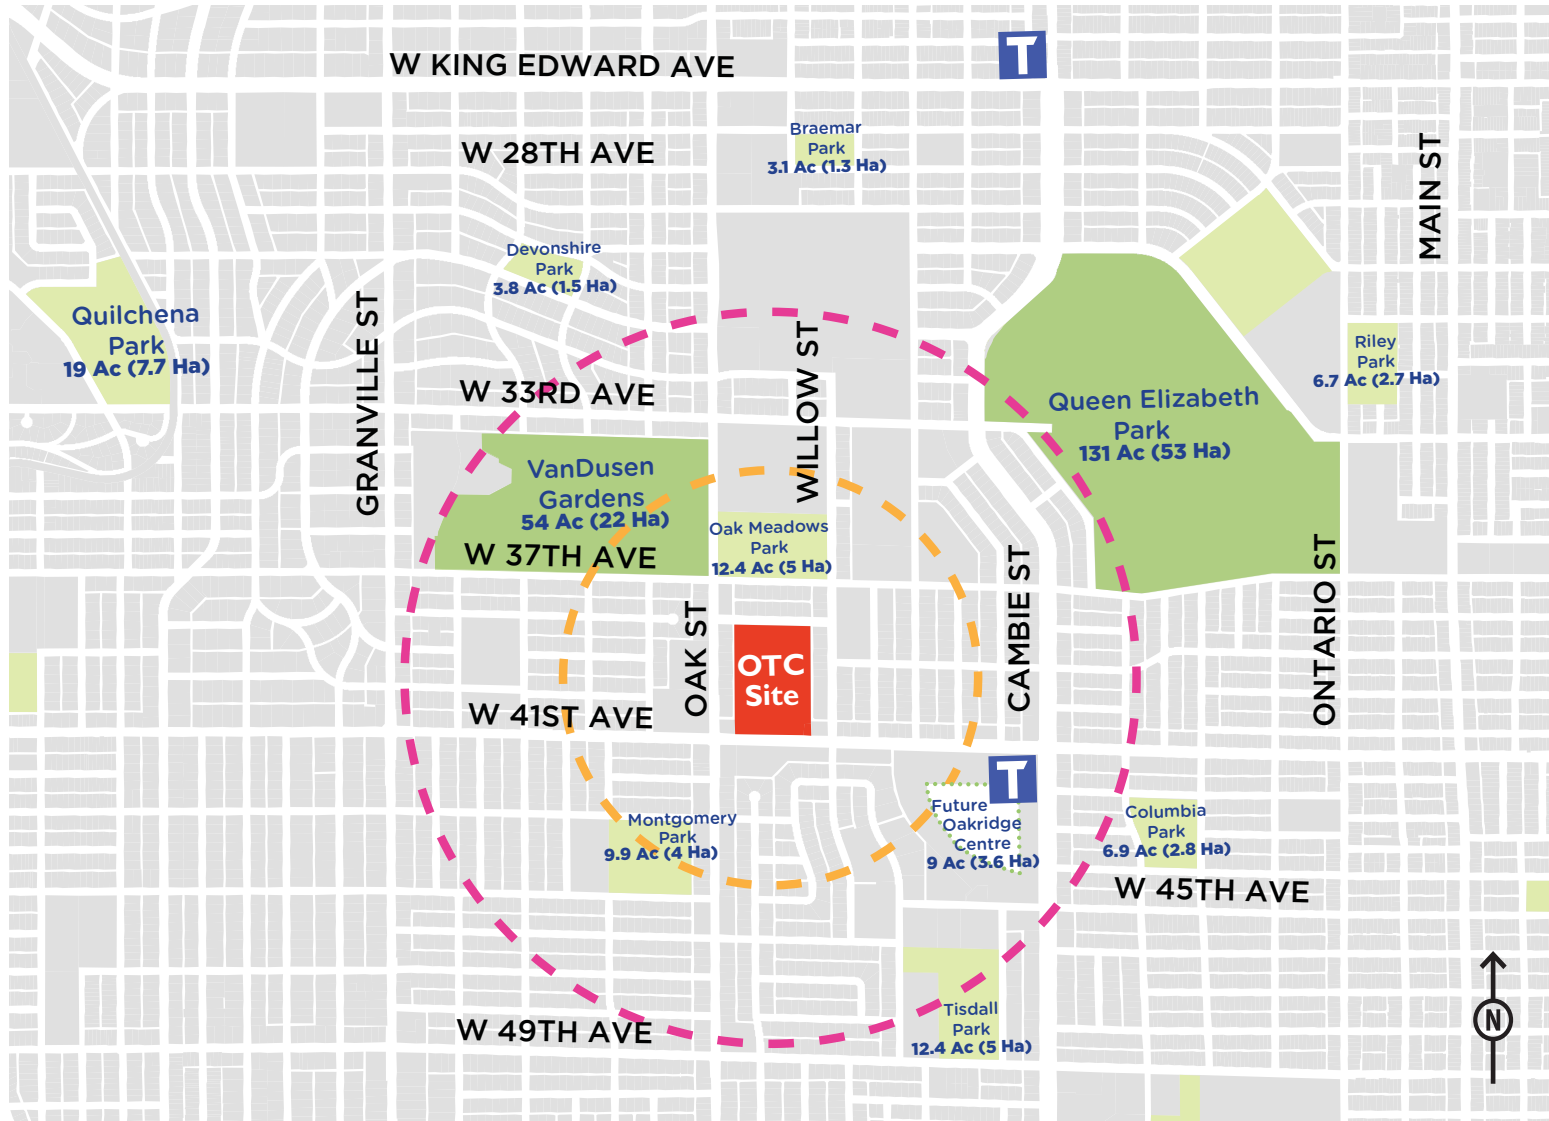 W KING EDWARD AVE
T
Braemar
Park
3.1 Ac (1.3 Ha)
W 28TH AVE
MAIN ST
Devonshire
Park
3.8 Ac (1.5 Ha)
Quilchena
Park
19 Ac (7.7 Ha)
GRANVILLE ST
W 33RD AVE
WILLOW ST
Queen Elizabeth
Park
131 Ac (53 Ha)
Riley
Park
6.7 Ac (2.7 Ha)
VanDusen
Gardens
54 Ac (22 Ha)
W 37TH AVE
Oak Meadows
Park
12.4 Ac (5 Ha)
OAK ST
OTC
Site
CAMBIE ST
ONTARIO ST
W 41ST AVE
T
Montgomery
Park
9.9 Ac (4 Ha)
Future
Oakridge
Centre
9 Ac (3.6 Ha)
Columbia
Park
6.9 Ac (2.8 Ha)
W 45TH AVE
Tisdall
Park
12.4 Ac (5 Ha)
W 49TH AVE
N